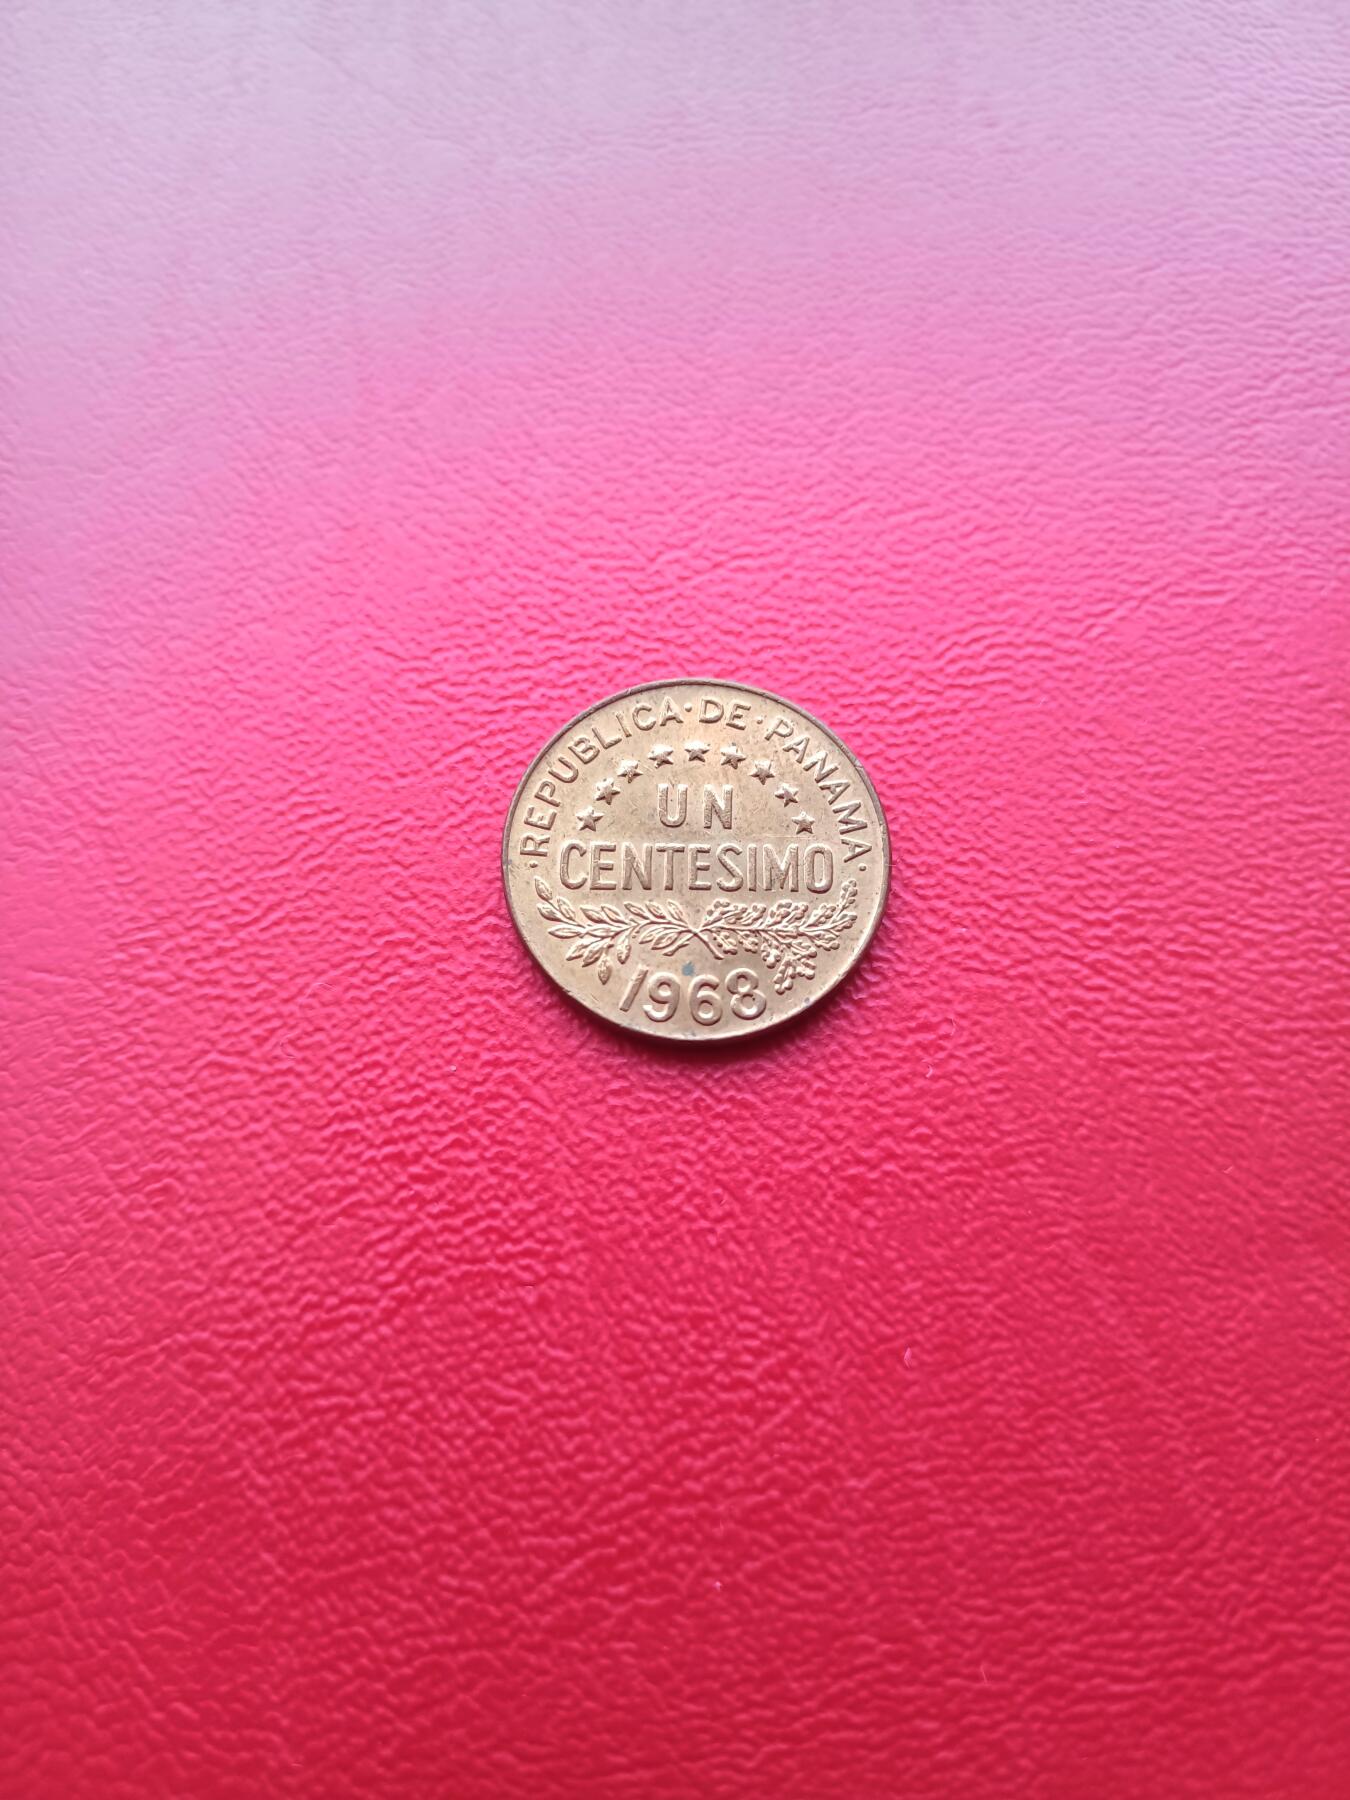 ·REPUBLICA·DE·PANAMA·
UN
CENTESIMO
1968